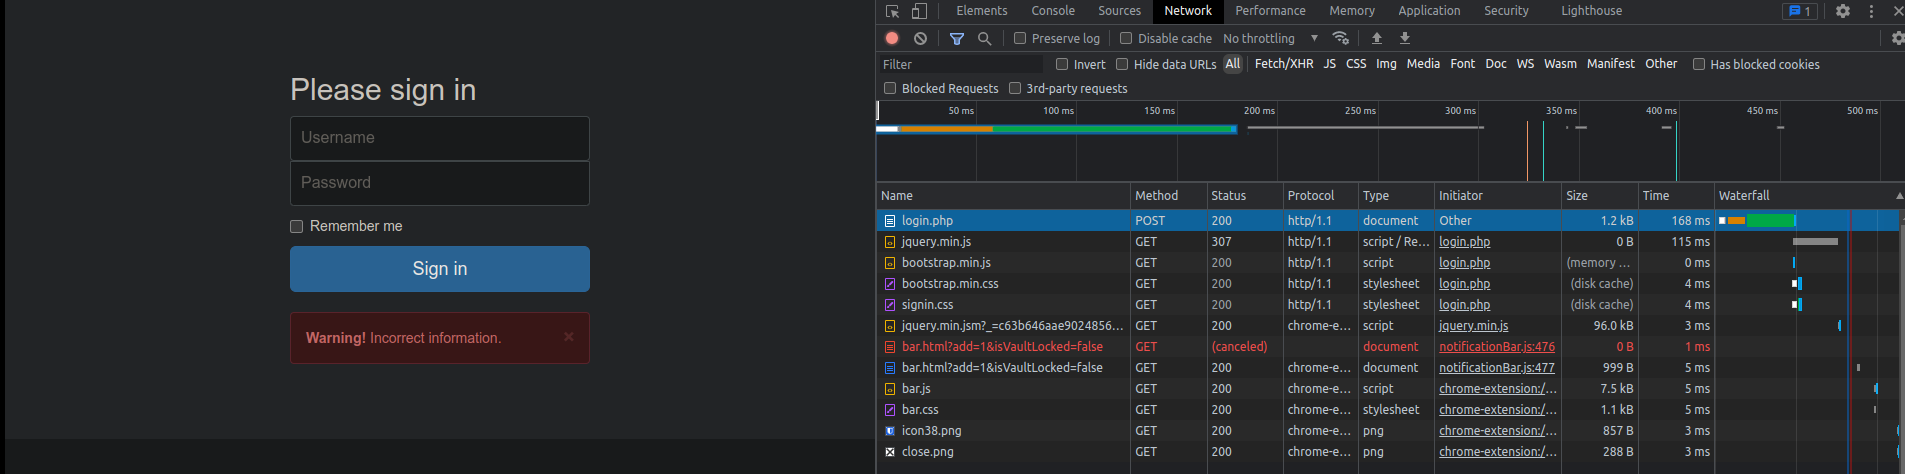 Please sign in
Username
Password
Remember me
Sign in
Warning! Incorrect information. ×
Elements Console Sources Network Performance Memory Application Security Lighthouse 1
Preserve log Disable cache No throttling
Filter Invert Hide data URLs All Fetch/XHR JS CSS Img Media Font Doc WS Wasm Manifest Other Has blocked cookies
Blocked Requests 3rd-party requests
50 ms 100 ms 150 ms 200 ms 250 ms 300 ms 350 ms 400 ms 450 ms 500 ms
Name Method Status Protocol Type Initiator Size Time Waterfall
login.php POST 200 http/1.1 document Other 1.2 kB 168 ms
jquery.min.js GET 307 http/1.1 script / Re... login.php 0 B 115 ms
bootstrap.min.js GET 200 http/1.1 script login.php (memory ... 0 ms
bootstrap.min.css GET 200 http/1.1 stylesheet login.php (disk cache) 4 ms
signin.css GET 200 http/1.1 stylesheet login.php (disk cache) 4 ms
jquery.min.jsm?_=c63b646aae9024856... GET 200 chrome-e... script jquery.min.js 96.0 kB 3 ms
bar.html?add=1&isVaultLocked=false GET (canceled) document notificationBar.js:476 0 B 1 ms
bar.html?add=1&isVaultLocked=false GET 200 chrome-e... document notificationBar.js:477 999 B 5 ms
bar.js GET 200 chrome-e... script chrome-extension:/... 7.5 kB 5 ms
bar.css GET 200 chrome-e... stylesheet chrome-extension:/... 1.1 kB 5 ms
icon38.png GET 200 chrome-e... png chrome-extension:/... 857 B 3 ms
close.png GET 200 chrome-e... png chrome-extension:/... 288 B 3 ms